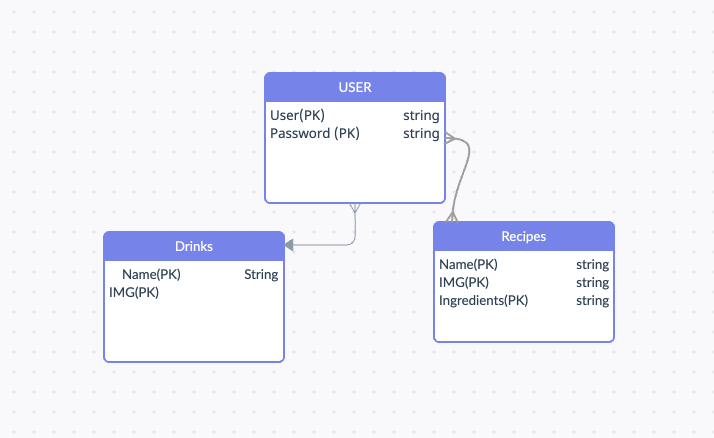 USER
User(PK) string
Password (PK) string
Drinks
Name(PK) String
IMG(PK)
Recipes
Name(PK) string
IMG(PK) string
Ingredients(PK) string